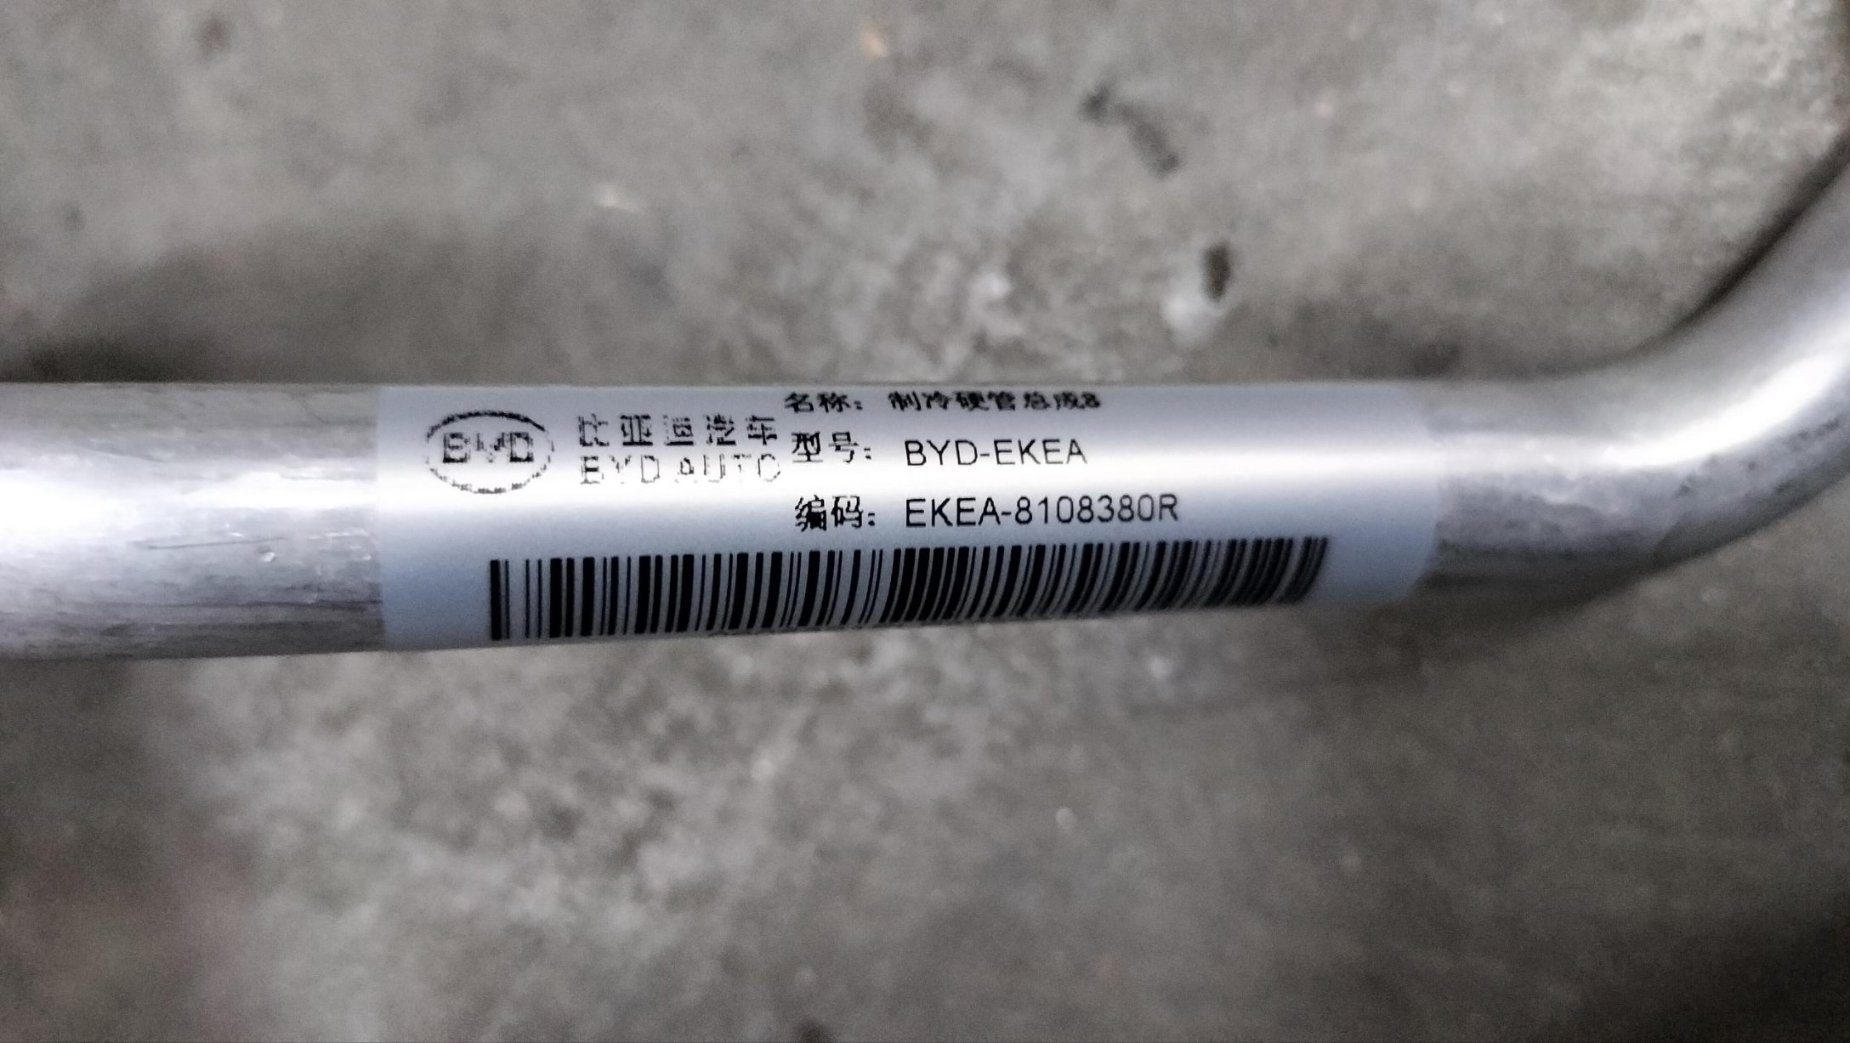 BYD
比亚迪汽车
BYD AUTO
名称: 制冷硬管总成8
型号: BYD-EKEA
编码: EKEA-8108380R